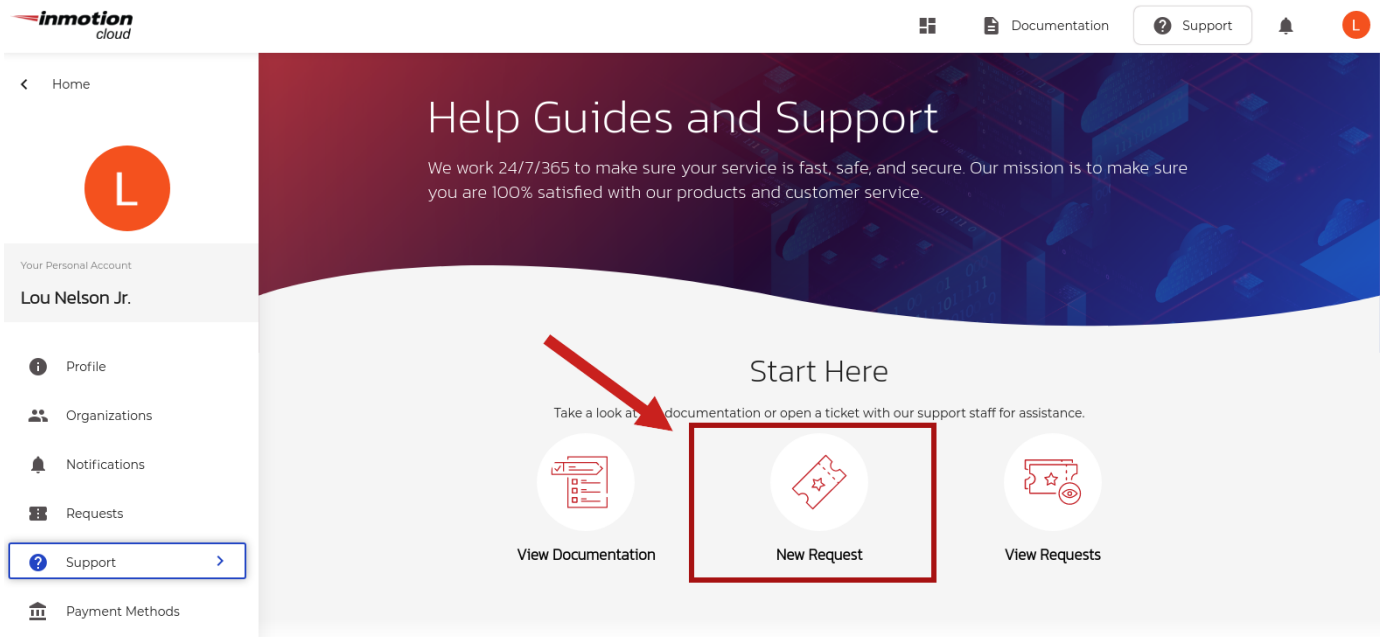 inmotion
cloud
Documentation
Support
L
Home
L
Your Personal Account
Lou Nelson Jr.
Profile
Organizations
Notifications
Requests
Support
Payment Methods
Help Guides and Support
We work 24/7/365 to make sure your service is fast, safe, and secure. Our mission is to make sure
you are 100% satisfied with our products and customer service.
Start Here
Take a look at documentation or open a ticket with our support staff for assistance.
View Documentation
New Request
View Requests